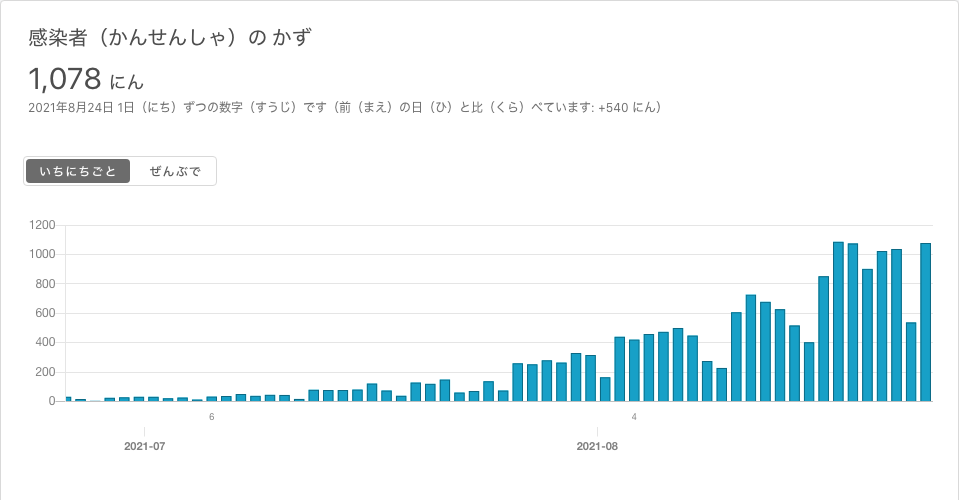 感染者（かんせんしゃ）の かず
1,078 にん
2021年8月24日 1日（にち）ずつの数字（すうじ）です（前（まえ）の日（ひ）と比（くら）べています: +540 にん）
いちにちごと ぜんぶで
1200
1000
800
600
400
200
0
6 4
2021-07 2021-08